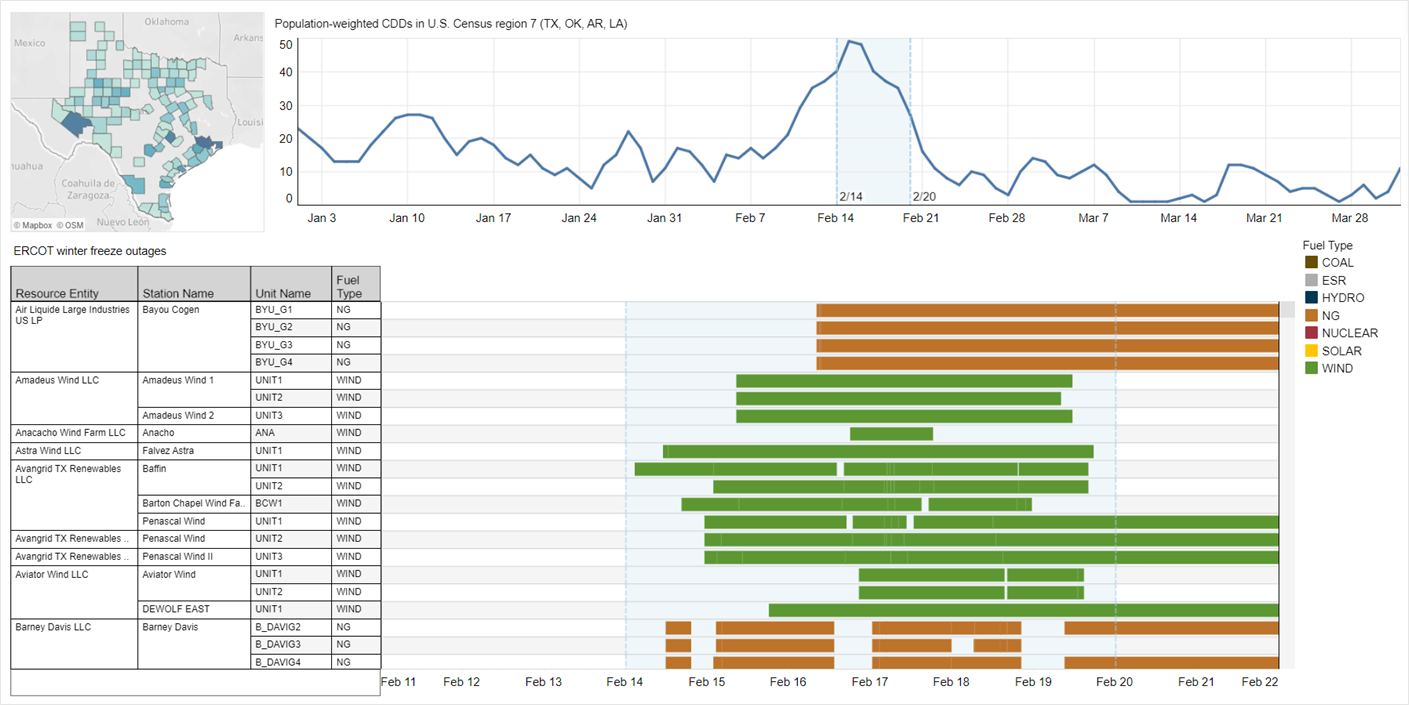 Oklahoma
Mexico
Arkans
Louisi
huahua
Coahuila de
Zaragoza
Nuevo León
© Mapbox © OSM
Population-weighted CDDs in U.S. Census region 7 (TX, OK, AR, LA)
50
40
30
20
10
0
2/14
2/20
Jan 3
Jan 10
Jan 17
Jan 24
Jan 31
Feb 7
Feb 14
Feb 21
Feb 28
Mar 7
Mar 14
Mar 21
Mar 28
ERCOT winter freeze outages
Fuel Type
COAL
ESR
HYDRO
NG
NUCLEAR
SOLAR
WIND
Resource Entity Station Name Unit Name Fuel
Type
Air Liquide Large Industries Bayou Cogen BYU_G1 NG
US LP
BYU_G2 NG
BYU_G3 NG
BYU_G4 NG
Amadeus Wind LLC Amadeus Wind 1 UNIT1 WIND
UNIT2 WIND
Amadeus Wind 2 UNIT3 WIND
Anacacho Wind Farm LLC Anacho ANA WIND
Astra Wind LLC Falvez Astra UNIT1 WIND
Avangrid TX Renewables Baffin UNIT1 WIND
LLC
UNIT2 WIND
Barton Chapel Wind Fa.. BCW1 WIND
Penascal Wind UNIT1 WIND
Avangrid TX Renewables .. Penascal Wind UNIT2 WIND
Avangrid TX Renewables .. Penascal Wind II UNIT3 WIND
Aviator Wind LLC Aviator Wind UNIT1 WIND
UNIT2 WIND
DEWOLF EAST UNIT1 WIND
Barney Davis LLC Barney Davis B_DAVIG2 NG
B_DAVIG3 NG
B_DAVIG4 NG
Feb 11
Feb 12
Feb 13
Feb 14
Feb 15
Feb 16
Feb 17
Feb 18
Feb 19
Feb 20
Feb 21
Feb 22